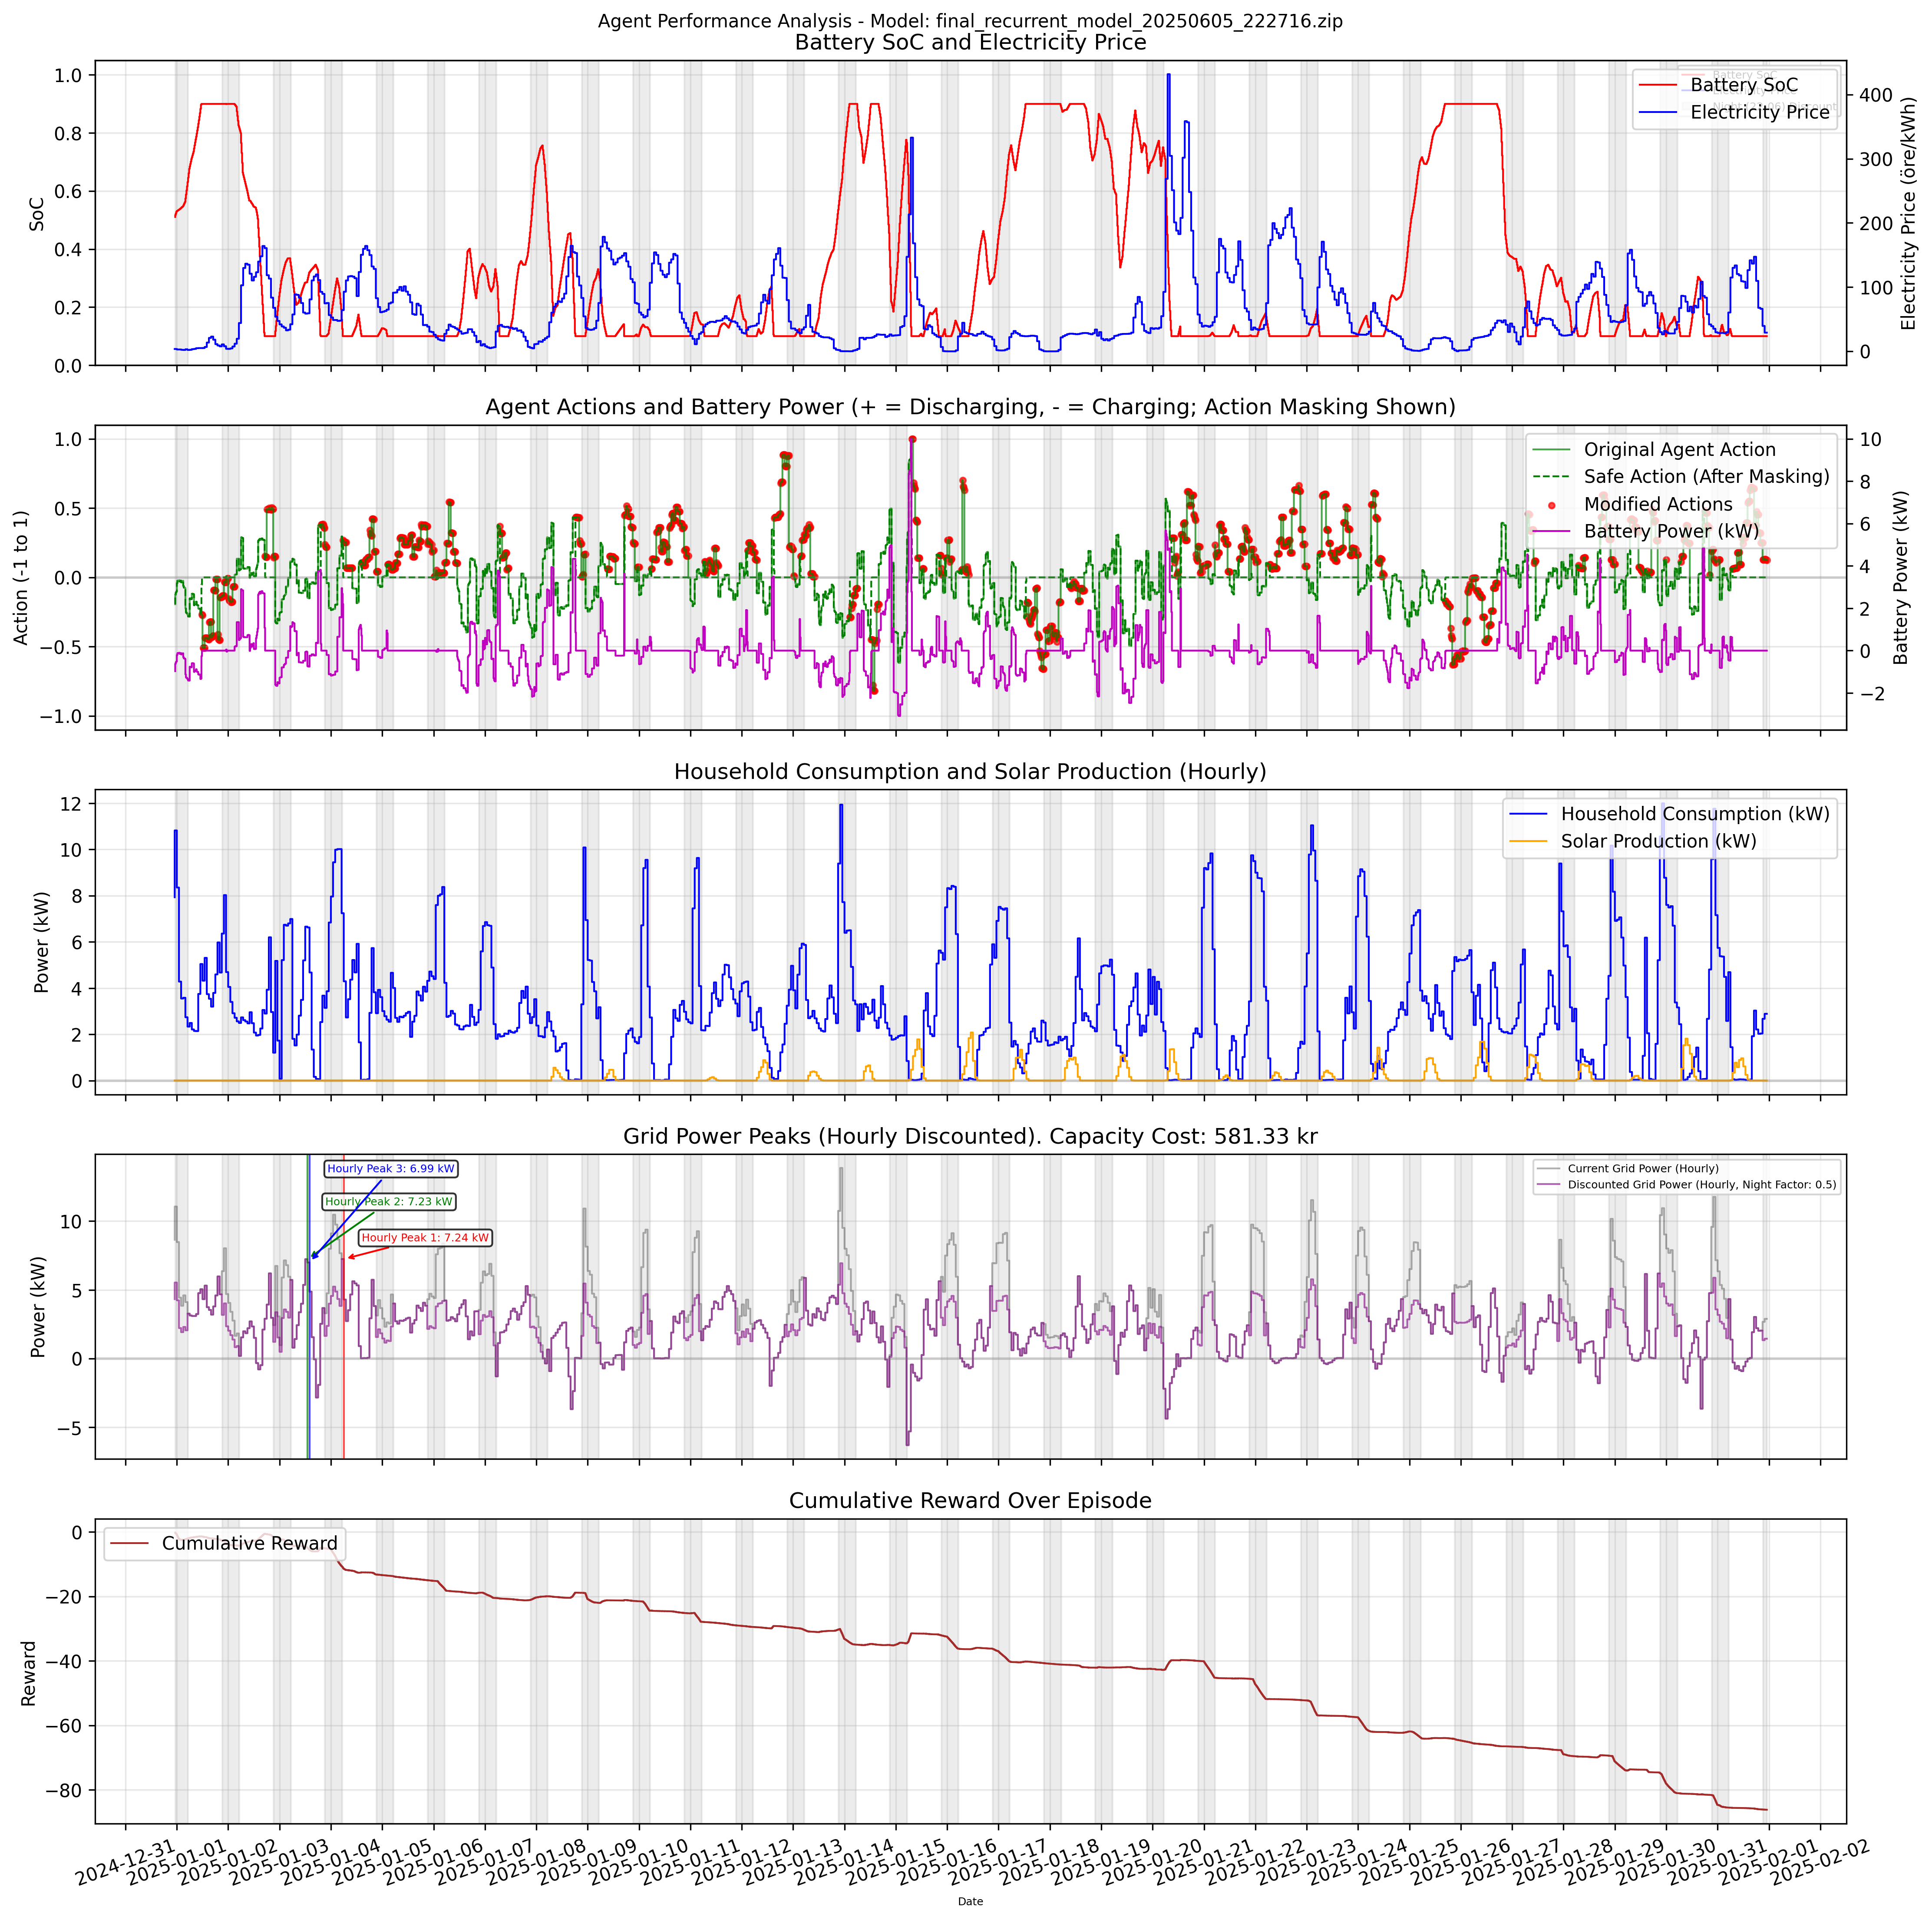 Agent Performance Analysis - Model: final_recurrent_model_20250605_222716.zip
Battery SoC and Electricity Price
1.0
0.8
0.6
0.4
0.2
0.0
SoC
400
300
200
100
0
Electricity Price (öre/kWh)
Battery SoC
Electricity Price
Agent Actions and Battery Power (+ = Discharging, - = Charging; Action Masking Shown)
1.0
0.5
0.0
−0.5
−1.0
Action (-1 to 1)
10
8
6
4
2
0
−2
Battery Power (kW)
Original Agent Action
Safe Action (After Masking)
Modified Actions
Battery Power (kW)
Household Consumption and Solar Production (Hourly)
12
10
8
6
4
2
0
Power (kW)
Household Consumption (kW)
Solar Production (kW)
Grid Power Peaks (Hourly Discounted). Capacity Cost: 581.33 kr
10
5
0
−5
Power (kW)
Hourly Peak 3: 6.99 kW
Hourly Peak 2: 7.23 kW
Hourly Peak 1: 7.24 kW
Current Grid Power (Hourly)
Discounted Grid Power (Hourly, Night Factor: 0.5)
Cumulative Reward Over Episode
0
−20
−40
−60
−80
Reward
Cumulative Reward
2024-12-31
2025-01-01
2025-01-02
2025-01-03
2025-01-04
2025-01-05
2025-01-06
2025-01-07
2025-01-08
2025-01-09
2025-01-10
2025-01-11
2025-01-12
2025-01-13
2025-01-14
2025-01-15
2025-01-16
2025-01-17
2025-01-18
2025-01-19
2025-01-20
2025-01-21
2025-01-22
2025-01-23
2025-01-24
2025-01-25
2025-01-26
2025-01-27
2025-01-28
2025-01-29
2025-01-30
2025-01-31
2025-02-01
2025-02-02
Date